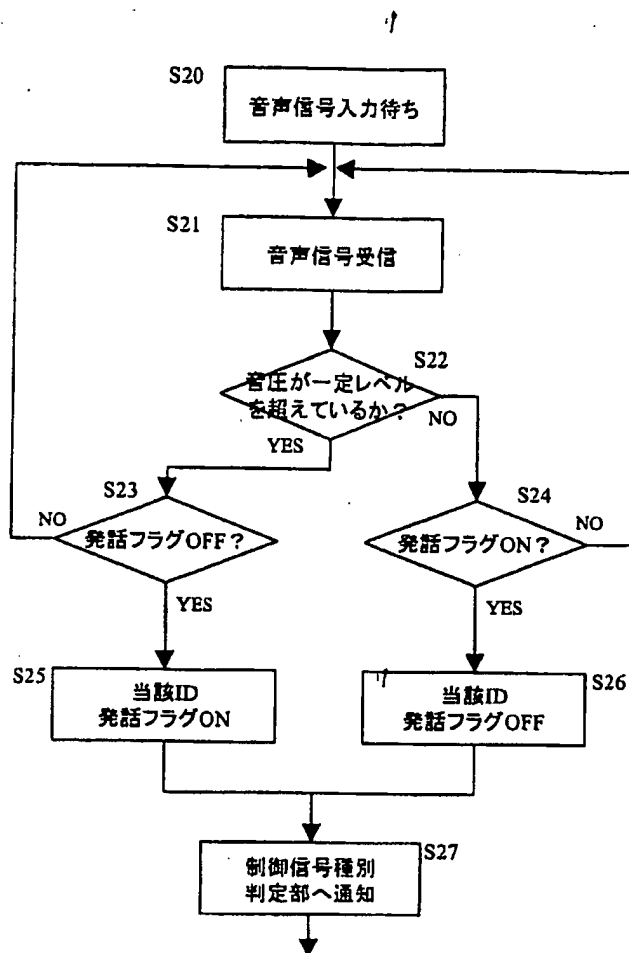 S20
音声信号入力待ち
S21
音声信号受信
S22
音圧が一定レベル
を超えているか?
NO
YES
S23
発話フラグOFF?
NO
YES
S24
発話フラグON?
NO
YES
S25
当該ID
発話フラグON
S26
当該ID
発話フラグOFF
S27
制御信号種別
判定部へ通知